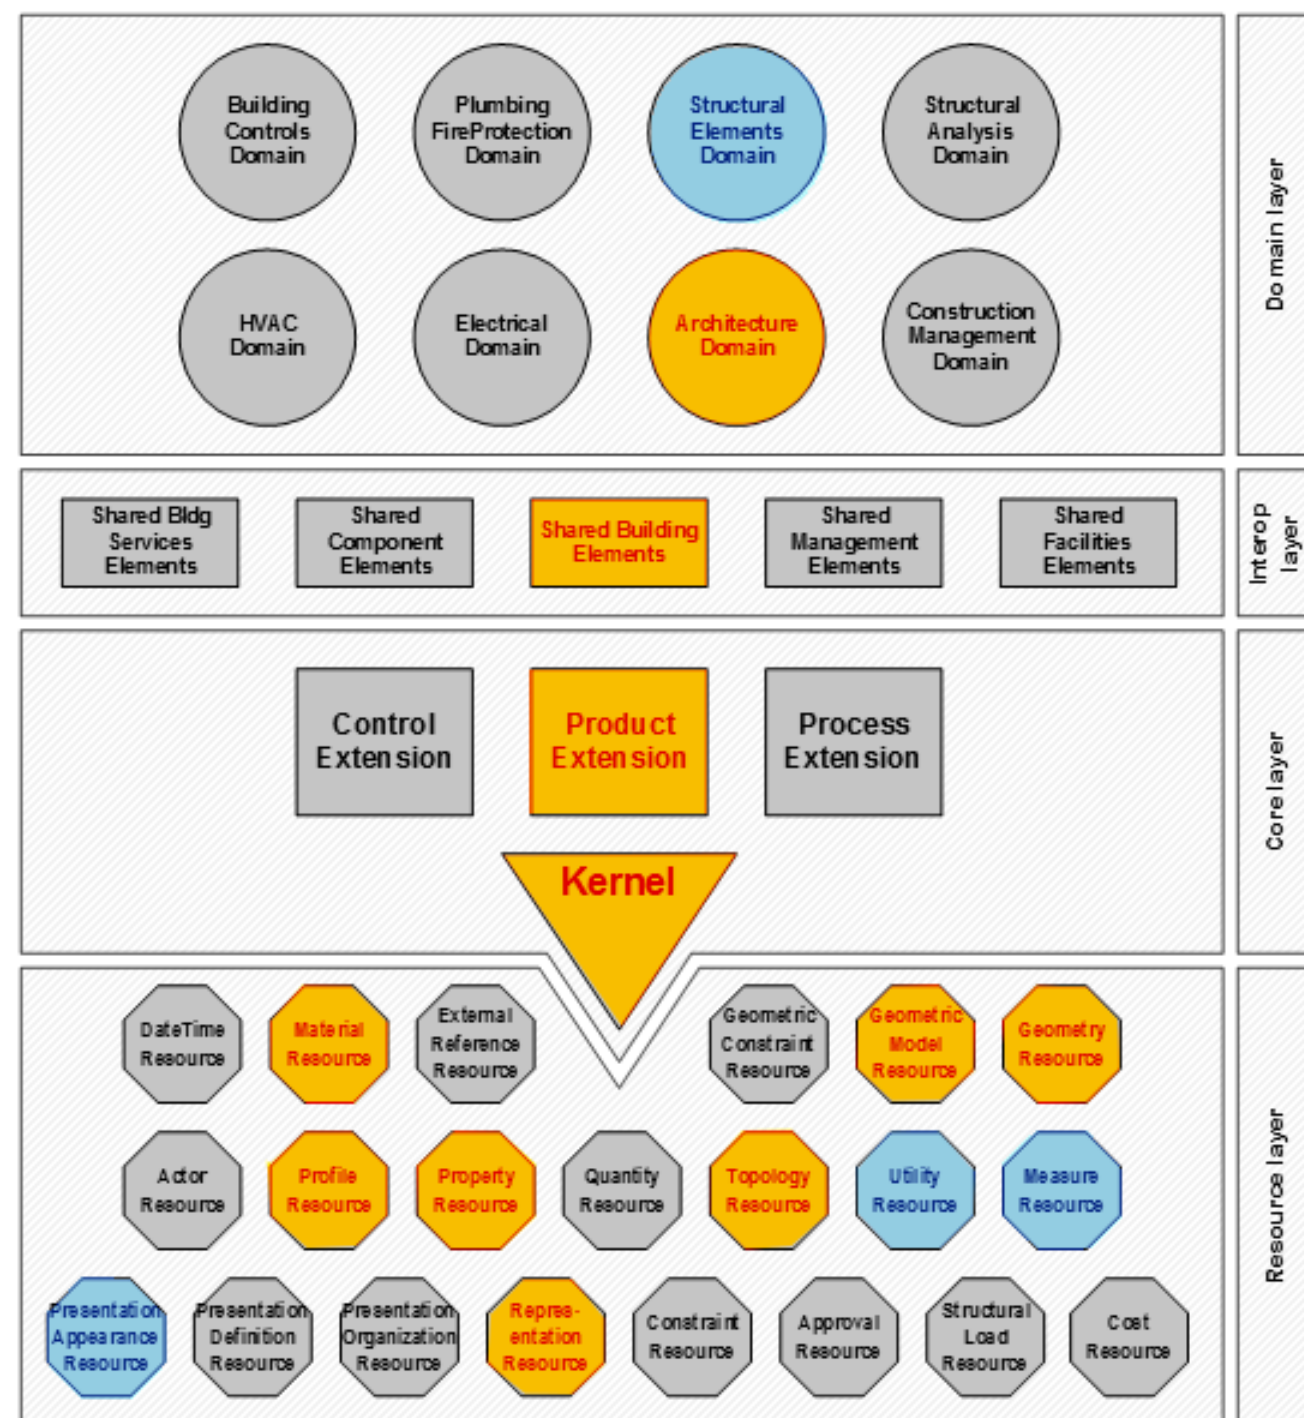 Building
Controls
Domain
Plumbing
FireProtection
Domain
Structural
Elements
Domain
Structural
Analysis
Domain
HVAC
Domain
Electrical
Domain
Architecture
Domain
Construction
Management
Domain
Domain layer
Shared Bldg
Services
Elements
Shared
Component
Elements
Shared Building
Elements
Shared
Management
Elements
Shared
Facilities
Elements
Interop
layer
Control
Extension
Product
Extension
Process
Extension
Kernel
Core layer
DateTime
Resource
Material
Resource
External
Reference
Resource
Geometric
Constraint
Resource
Geometric
Model
Resource
Geometry
Resource
Actor
Resource
Profile
Resource
Property
Resource
Quantity
Resource
Topology
Resource
Utility
Resource
Measure
Resource
Presentation
Appearance
Resource
Presentation
Definition
Resource
Presentation
Organization
Resource
Repres-
entation
Resource
Constraint
Resource
Approval
Resource
Structural
Load
Resource
Cost
Resource
Resource layer